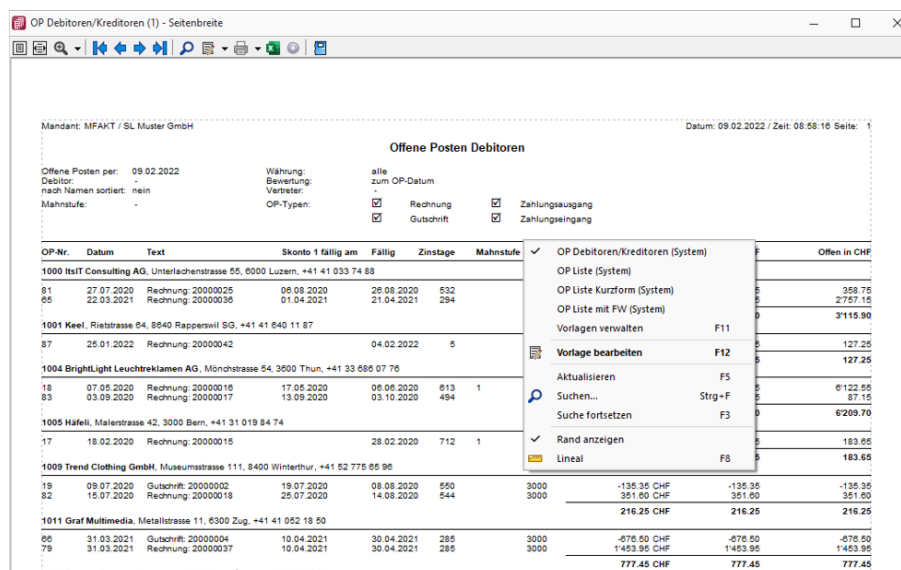 OP Debitoren/Kreditoren (1) - Seitenbreite
Mandant: MFAKT / SL Muster GmbH Datum: 09.02.2022 / Zeit: 08:58:16 Seite: 1
Offene Posten Debitoren
Offene Posten per: 09.02.2022 Währung: alle
Debitor: - Bewertung: zum OP-Datum
nach Namen sortiert: nein Vertreter: -
Mahnstufe: - OP-Typen: Rechnung Zahlungsausgang
Gutschrift Zahlungseingang
OP-Nr. Datum Text Skonto 1 fällig am Fällig Zinstage Mahnstufe F Offen in CHF
1000 ItsIT Consulting AG, Unterlachenstrasse 55, 6000 Luzern, +41 41 033 74 88
81 27.07.2020 Rechnung: 20000025 06.08.2020 26.08.2020 532 5 358.75
65 22.03.2021 Rechnung: 20000036 01.04.2021 21.04.2021 294 5 2'757.15
0 3'115.90
1001 Keel, Rietstrasse 64, 8640 Rapperswil SG, +41 41 640 11 87
87 25.01.2022 Rechnung: 20000042 04.02.2022 5 5 127.25
5 127.25
1004 BrightLight Leuchtreklamen AG, Mönchstrasse 54, 3600 Thun, +41 33 686 07 76
18 07.05.2020 Rechnung: 20000016 17.05.2020 06.06.2020 613 1 5 6'122.55
83 03.09.2020 Rechnung: 20000017 13.09.2020 03.10.2020 494 5 87.15
0 6'209.70
1005 Häfeli, Malerstrasse 42, 3000 Bern, +41 31 019 84 74
17 18.02.2020 Rechnung: 20000015 28.02.2020 712 1 5 183.65
5 183.65
1009 Trend Clothing GmbH, Museumsstrasse 111, 8400 Winterthur, +41 52 775 65 96
19 09.07.2020 Gutschrift: 20000002 19.07.2020 08.08.2020 550 3000 -135.35 CHF -135.35 -135.35
82 15.07.2020 Rechnung: 20000018 25.07.2020 14.08.2020 544 3000 351.60 CHF 351.60 351.60
216.25 CHF 216.25 216.25
1011 Graf Multimedia, Metallstrasse 11, 6300 Zug, +41 41 052 18 50
66 31.03.2021 Gutschrift: 20000004 10.04.2021 30.04.2021 285 3000 -676.50 CHF -676.50 -676.50
79 31.03.2021 Rechnung: 20000037 10.04.2021 30.04.2021 285 3000 1'453.95 CHF 1'453.95 1'453.95
777.45 CHF 777.45 777.45
OP Debitoren/Kreditoren (System)
OP Liste (System)
OP Liste Kurzform (System)
OP Liste mit FW (System)
Vorlagen verwalten F11
Vorlage bearbeiten F12
Aktualisieren F5
Suchen... Strg+F
Suche fortsetzen F3
Rand anzeigen
Lineal F8